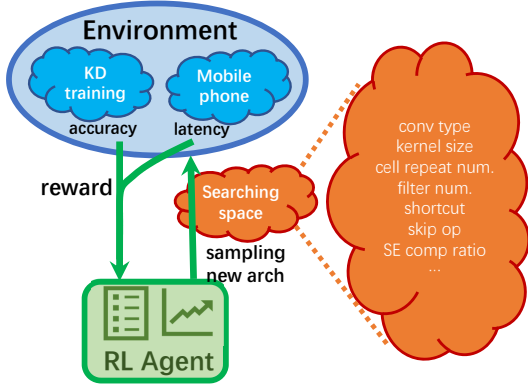 Environment
KD
training
Mobile
phone
accuracy
latency
reward
Searching
space
sampling
new arch
RL Agent
conv type
kernel size
cell repeat num.
filter num.
shortcut
skip op
SE comp ratio
...